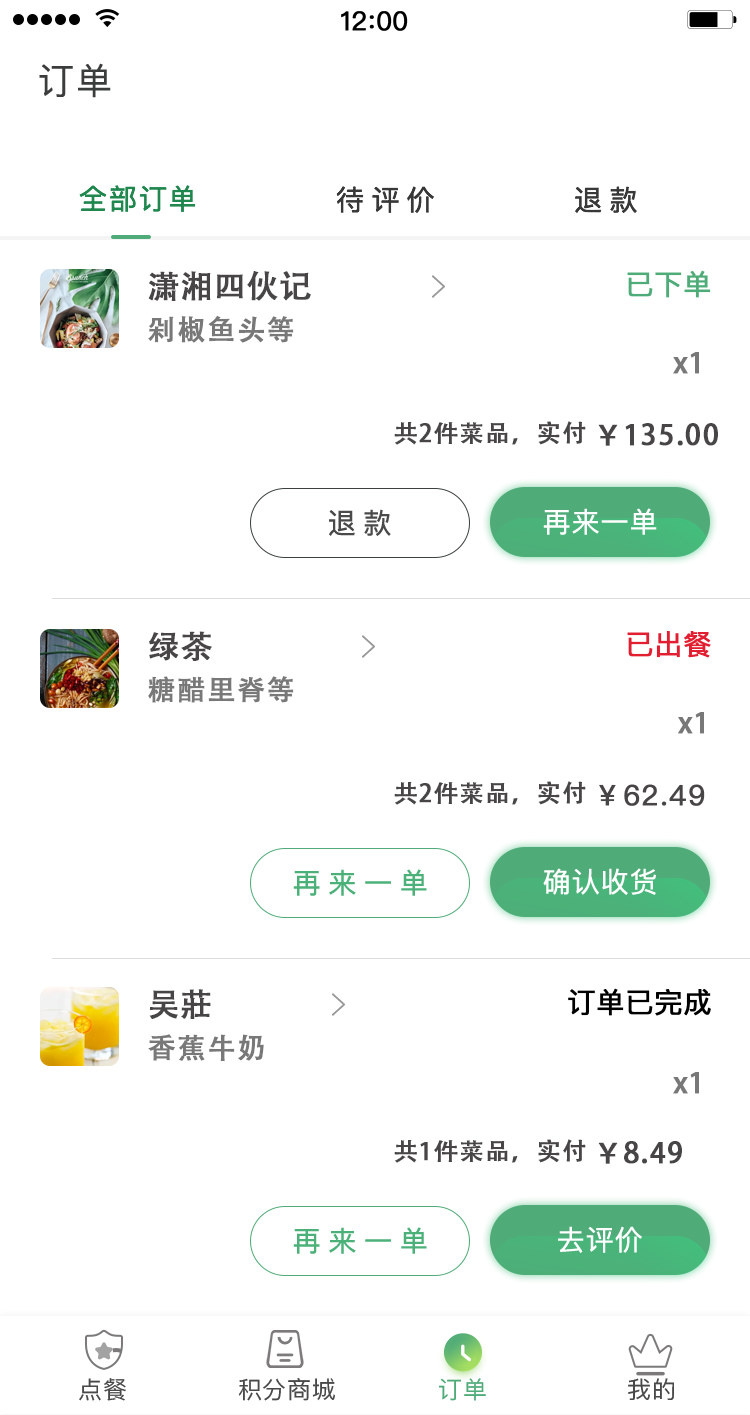 12:00
订单
全部订单 待评价 退款
潇湘四伙记 已下单
剁椒鱼头等
x1
共2件菜品，实付 ¥135.00
退款 再来一单
绿茶 已出餐
糖醋里脊等
x1
共2件菜品，实付 ¥62.49
再来一单 确认收货
吴莊 订单已完成
香蕉牛奶
x1
共1件菜品，实付 ¥8.49
再来一单 去评价
点餐 积分商城 订单 我的